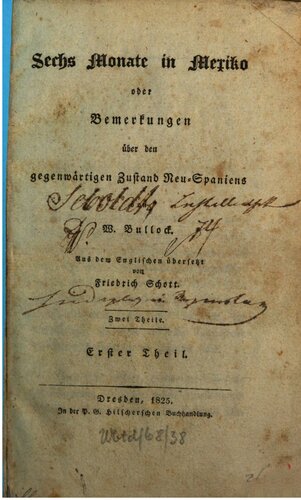 Sechs Monate in Mexiko
oder
Bemerkungen
über den
gegenwärtigen Zustand Neu-Spaniens
W. Bullock.
Aus dem Englischen übersetzt
von
Friedrich Schott.
Zwei Theile.
Erster Theil.
Dresden, 1825.
In der P. G. Hilscherschen Buchhandlung.